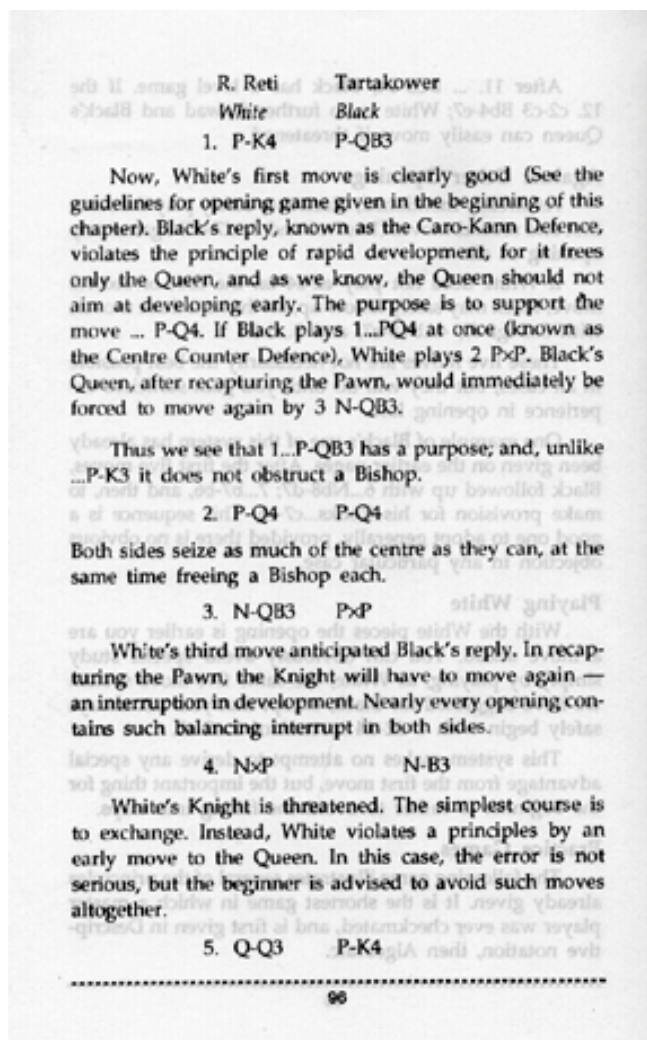 R. Reti Tartakower
White Black
1. P-K4 P-QB3
Now, White's first move is clearly good (See the
guidelines for opening game given in the beginning of this
chapter). Black's reply, known as the Caro-Kann Defence,
violates the principle of rapid development, for it frees
only the Queen, and as we know, the Queen should not
aim at developing early. The purpose is to support the
move ... P-Q4. If Black plays 1...PQ4 at once (known as
the Centre Counter Defence), White plays 2 PxP. Black's
Queen, after recapturing the Pawn, would immediately be
forced to move again by 3 N-QB3.
Thus we see that 1...P-QB3 has a purpose; and, unlike
...P-K3 it does not obstruct a Bishop.
2. P-Q4 P-Q4
Both sides seize as much of the centre as they can, at the
same time freeing a Bishop each.
3. N-QB3 PxP
White's third move anticipated Black's reply. In recap-
turing the Pawn, the Knight will have to move again —
an interruption in development. Nearly every opening con-
tains such balancing interrupt in both sides.
4. NxP N-B3
White's Knight is threatened. The simplest course is
to exchange. Instead, White violates a principles by an
early move to the Queen. In this case, the error is not
serious, but the beginner is advised to avoid such moves
altogether.
5. Q-Q3 P-K4
96